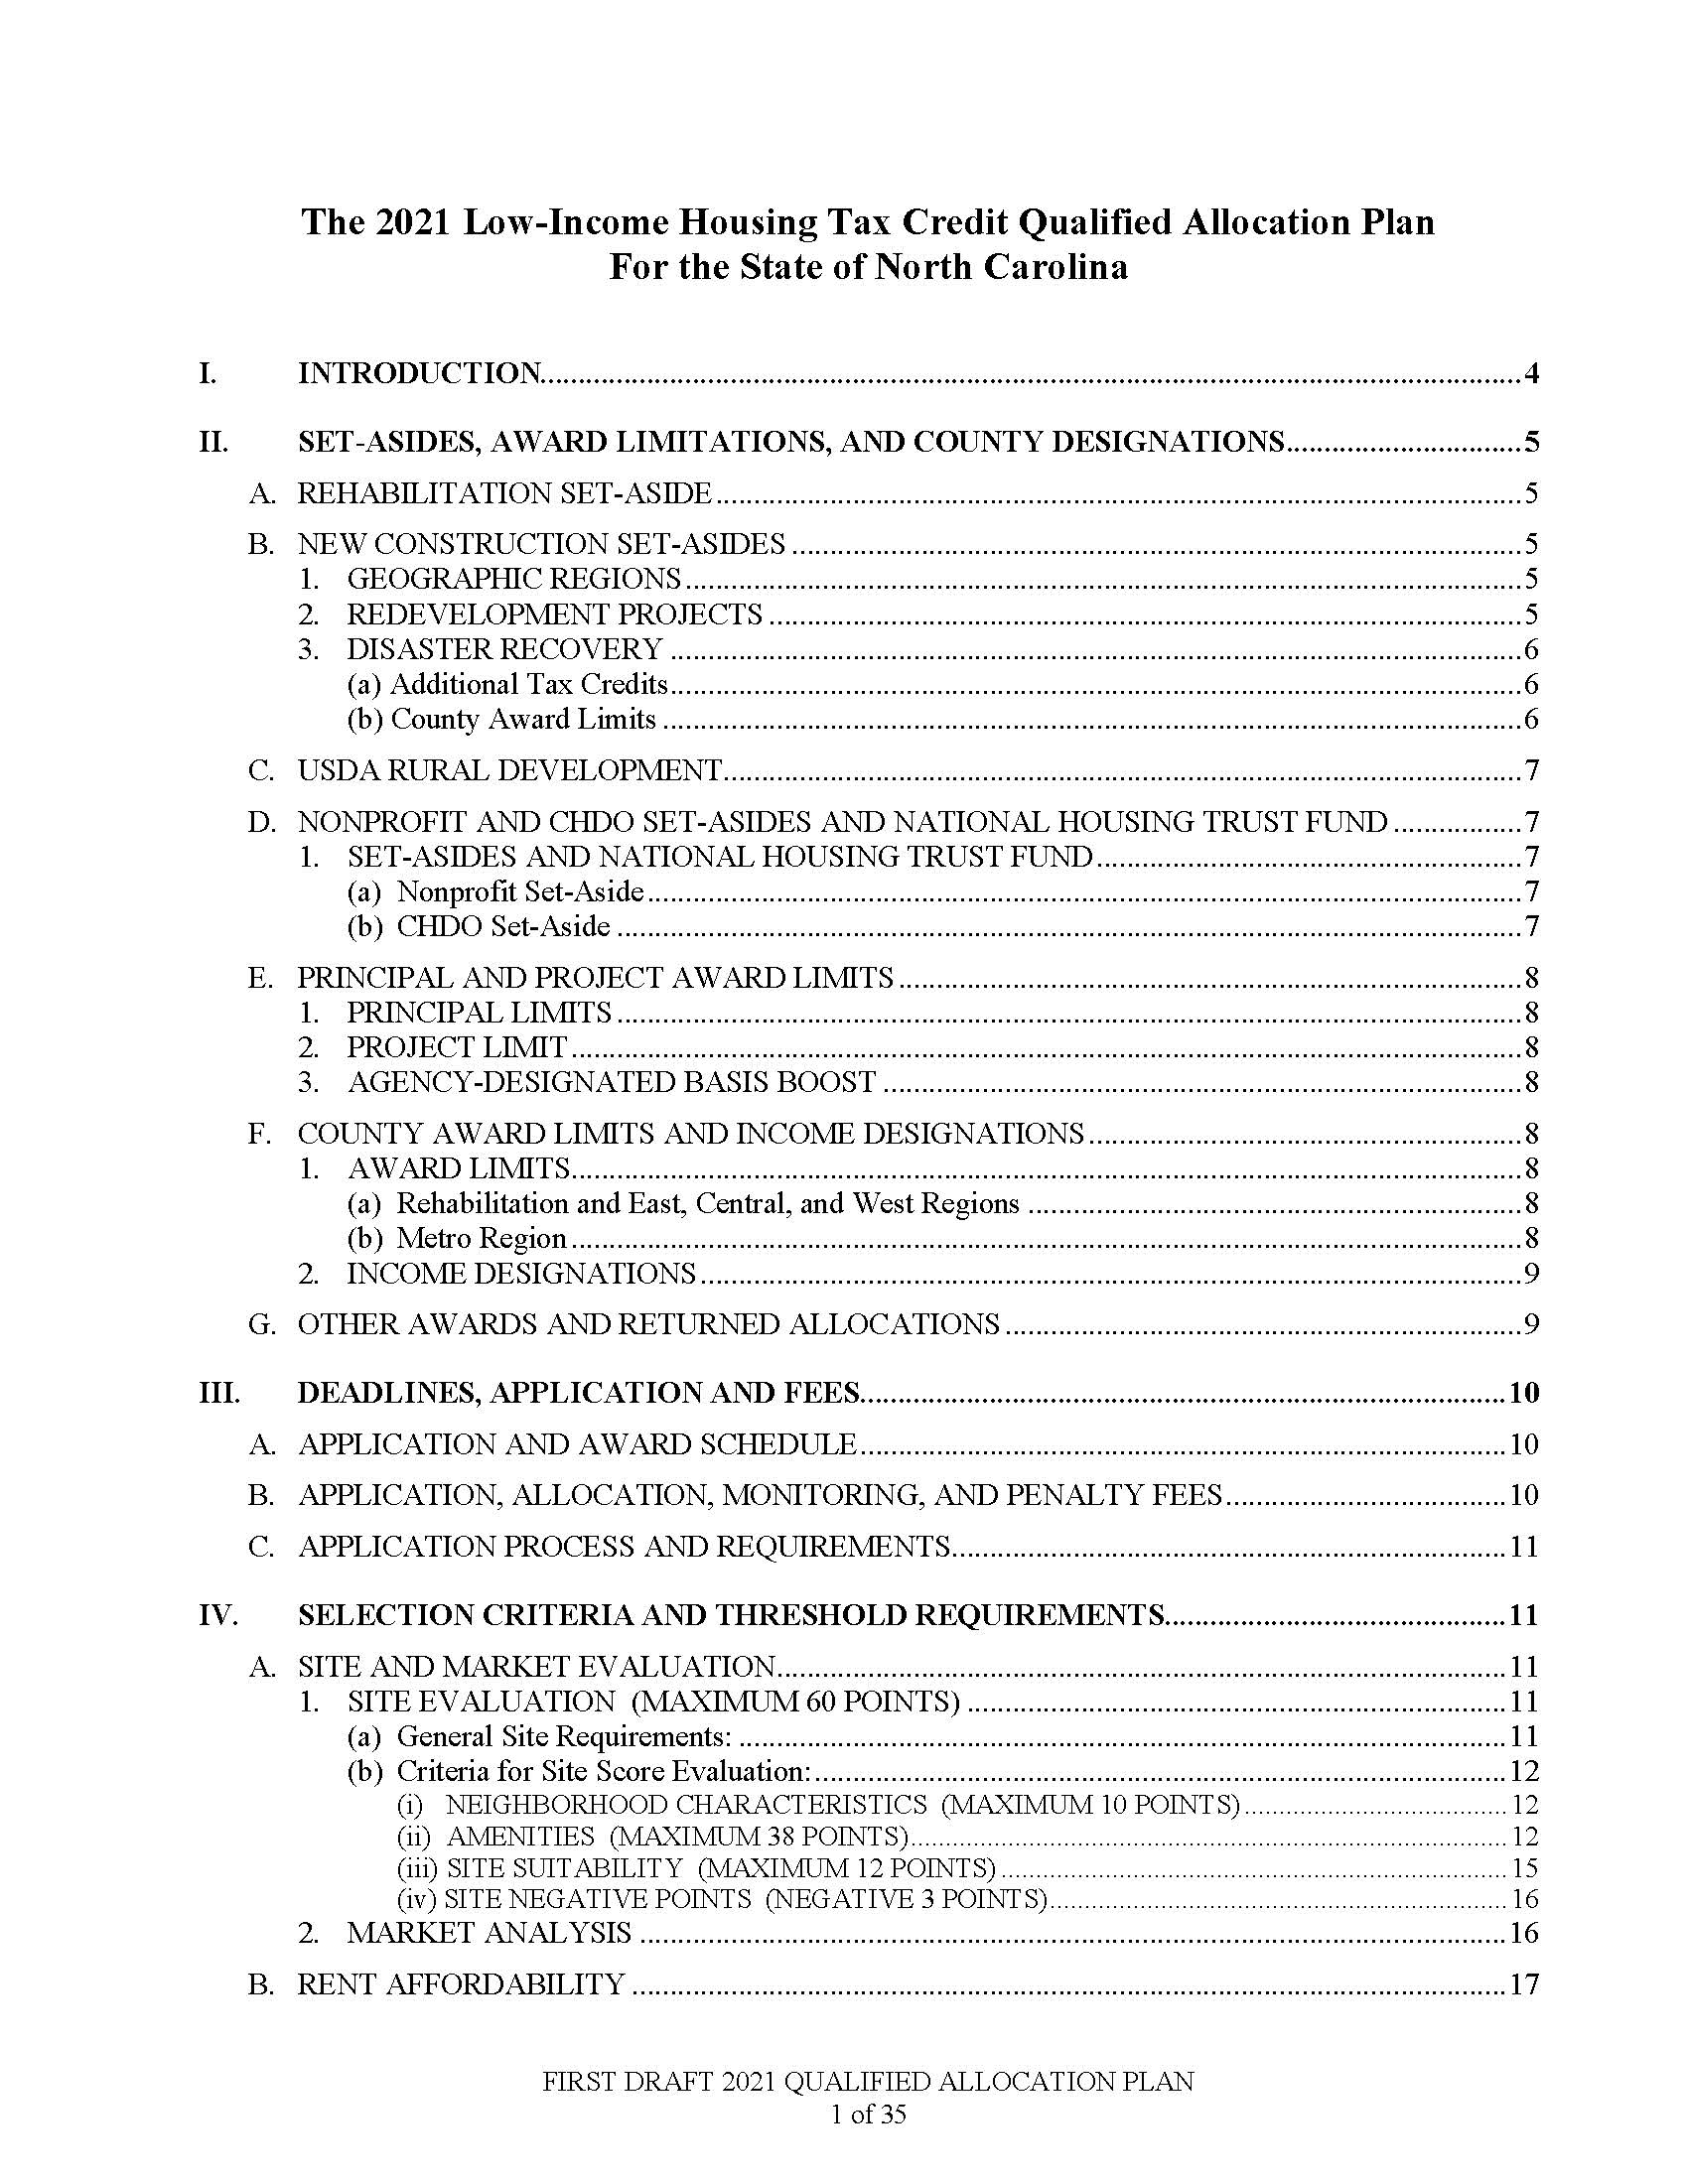 The 2021 Low-Income Housing Tax Credit Qualified Allocation Plan
For the State of North Carolina
I. INTRODUCTION....................4
II. SET-ASIDES, AWARD LIMITATIONS, AND COUNTY DESIGNATIONS....................5
A. REHABILITATION SET-ASIDE....................5
B. NEW CONSTRUCTION SET-ASIDES....................5
1. GEOGRAPHIC REGIONS....................5
2. REDEVELOPMENT PROJECTS....................5
3. DISASTER RECOVERY....................6
(a) Additional Tax Credits....................6
(b) County Award Limits....................6
C. USDA RURAL DEVELOPMENT....................7
D. NONPROFIT AND CHDO SET-ASIDES AND NATIONAL HOUSING TRUST FUND....................7
1. SET-ASIDES AND NATIONAL HOUSING TRUST FUND....................7
(a) Nonprofit Set-Aside....................7
(b) CHDO Set-Aside....................7
E. PRINCIPAL AND PROJECT AWARD LIMITS....................8
1. PRINCIPAL LIMITS....................8
2. PROJECT LIMIT....................8
3. AGENCY-DESIGNATED BASIS BOOST....................8
F. COUNTY AWARD LIMITS AND INCOME DESIGNATIONS....................8
1. AWARD LIMITS....................8
(a) Rehabilitation and East, Central, and West Regions....................8
(b) Metro Region....................8
2. INCOME DESIGNATIONS....................9
G. OTHER AWARDS AND RETURNED ALLOCATIONS....................9
III. DEADLINES, APPLICATION AND FEES....................10
A. APPLICATION AND AWARD SCHEDULE....................10
B. APPLICATION, ALLOCATION, MONITORING, AND PENALTY FEES....................10
C. APPLICATION PROCESS AND REQUIREMENTS....................11
IV. SELECTION CRITERIA AND THRESHOLD REQUIREMENTS....................11
A. SITE AND MARKET EVALUATION....................11
1. SITE EVALUATION (MAXIMUM 60 POINTS)....................11
(a) General Site Requirements:....................11
(b) Criteria for Site Score Evaluation:....................12
(i) NEIGHBORHOOD CHARACTERISTICS (MAXIMUM 10 POINTS)....................12
(ii) AMENITIES (MAXIMUM 38 POINTS)....................12
(iii) SITE SUITABILITY (MAXIMUM 12 POINTS)....................15
(iv) SITE NEGATIVE POINTS (NEGATIVE 3 POINTS)....................16
2. MARKET ANALYSIS....................16
B. RENT AFFORDABILITY....................17
FIRST DRAFT 2021 QUALIFIED ALLOCATION PLAN
1 of 35